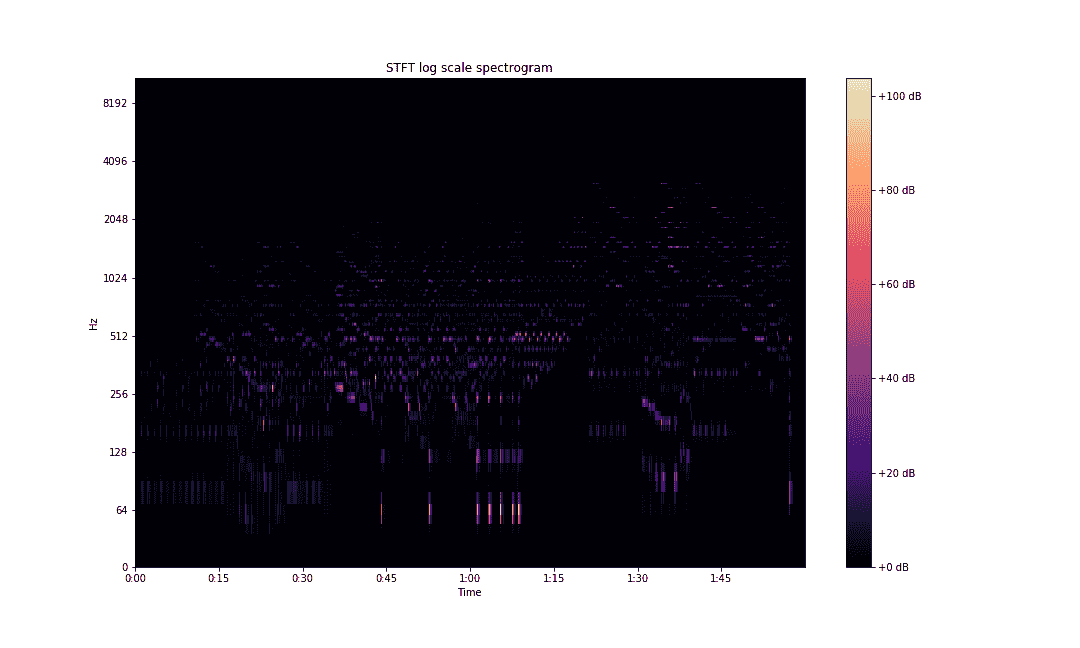 STFT log scale spectrogram
8192
4096
2048
1024
512
256
128
64
0
Hz
0:00 0:15 0:30 0:45 1:00 1:15 1:30 1:45
Time
+100 dB
+80 dB
+60 dB
+40 dB
+20 dB
+0 dB